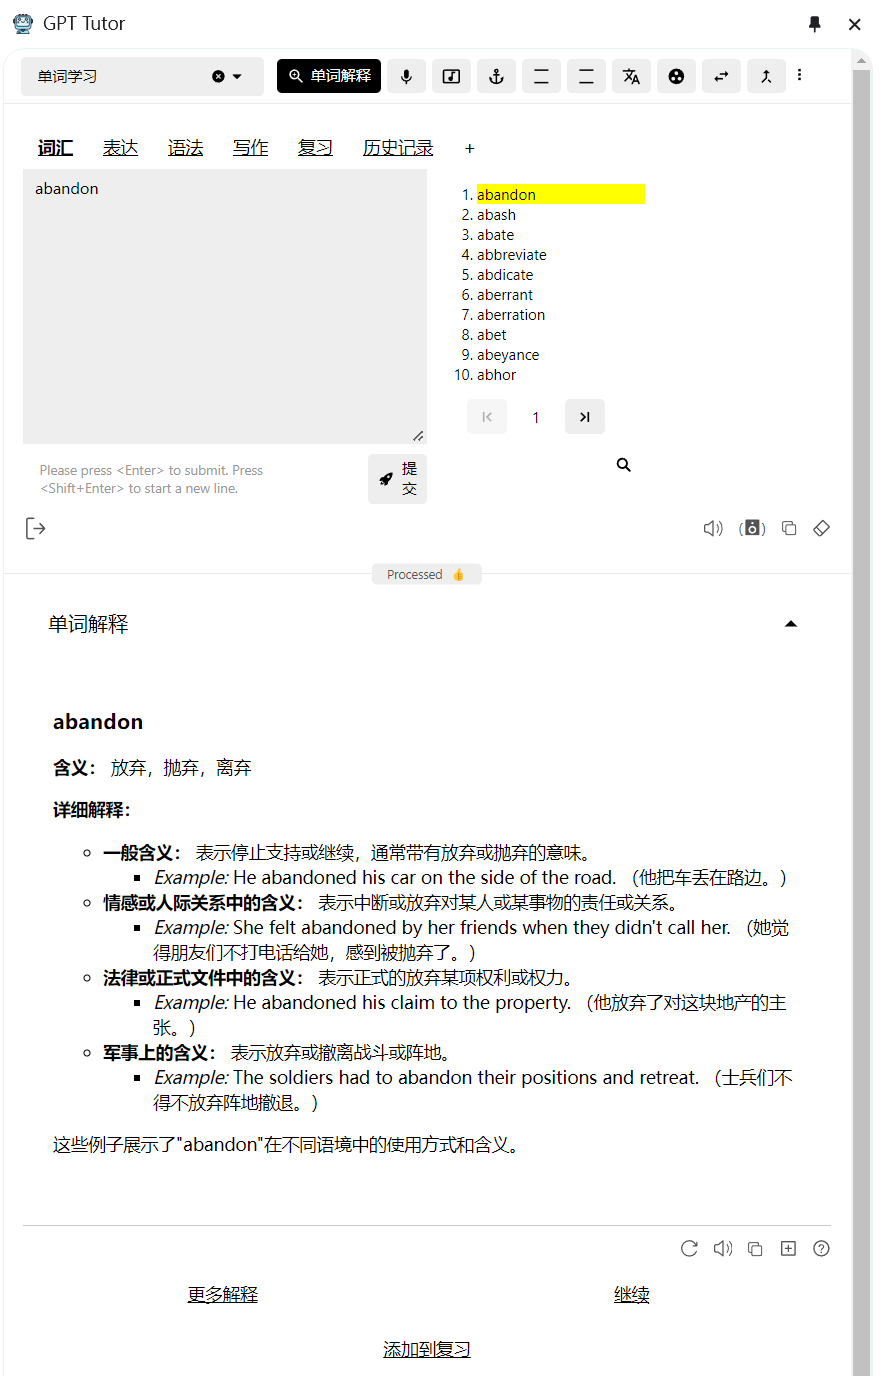 GPT Tutor
单词学习
单词解释
词汇 表达 语法 写作 复习 历史记录 +
abandon
1. abandon
2. abash
3. abate
4. abbreviate
5. abdicate
6. aberrant
7. aberration
8. abet
9. abeyance
10. abhor
1
Please press <Enter> to submit. Press
<Shift+Enter> to start a new line.
提
交
Processed 👍
单词解释
abandon
含义： 放弃，抛弃，离弃
详细解释：
一般含义： 表示停止支持或继续，通常带有放弃或抛弃的意味。
Example: He abandoned his car on the side of the road. （他把车丢在路边。）
情感或人际关系中的含义： 表示中断或放弃对某人或某事物的责任或关系。
Example: She felt abandoned by her friends when they didn't call her. （她觉
得朋友们不打电话给她，感到被抛弃了。）
法律或正式文件中的含义： 表示正式的放弃某项权利或权力。
Example: He abandoned his claim to the property. （他放弃了对这块地产的主
张。）
军事上的含义： 表示放弃或撤离战斗或阵地。
Example: The soldiers had to abandon their positions and retreat. （士兵们不
得不放弃阵地撤退。）
这些例子展示了"abandon"在不同语境中的使用方式和含义。
更多解释 继续
添加到复习